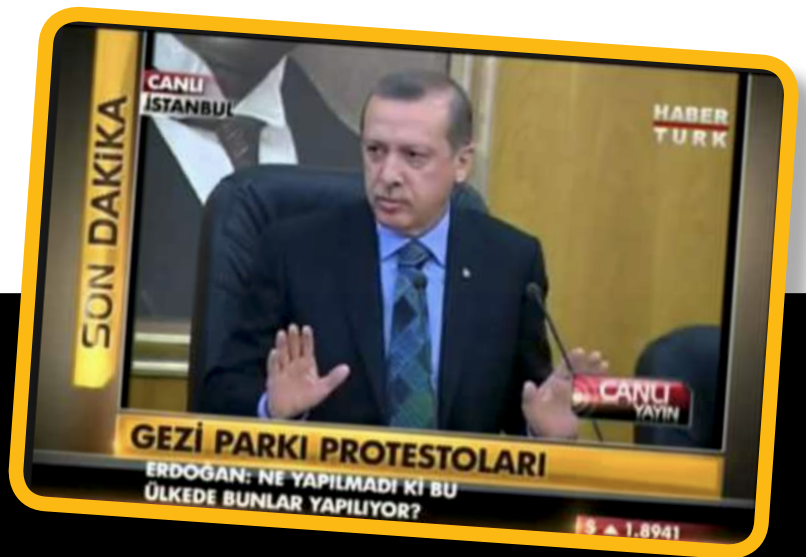 SON DAKİKA
CANLI
İSTANBUL
HABER
TURK
CANLI
YAYIN
GEZİ PARKI PROTESTOLARI
ERDOĞAN: NE YAPILMADI Kİ BU
ÜLKEDE BUNLAR YAPILIYOR?
$ ▲ 1.8941